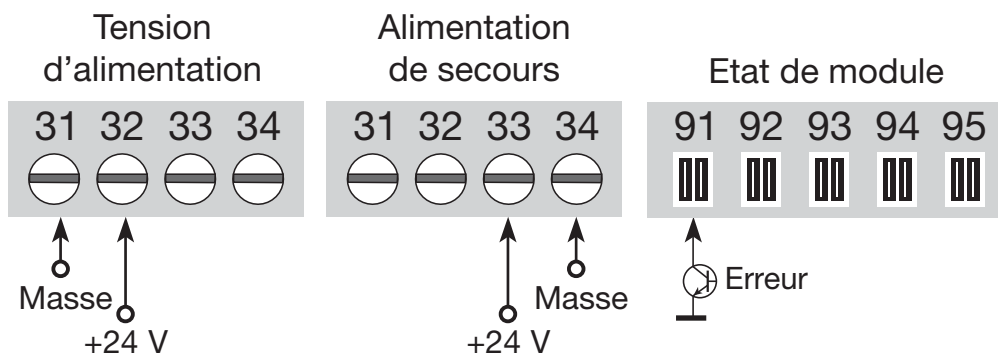 Tension
d'alimentation
Alimentation
de secours
Etat de module
31 32 33 34
31 32 33 34
91 92 93 94 95
Masse
+24 V
Masse
+24 V
Erreur